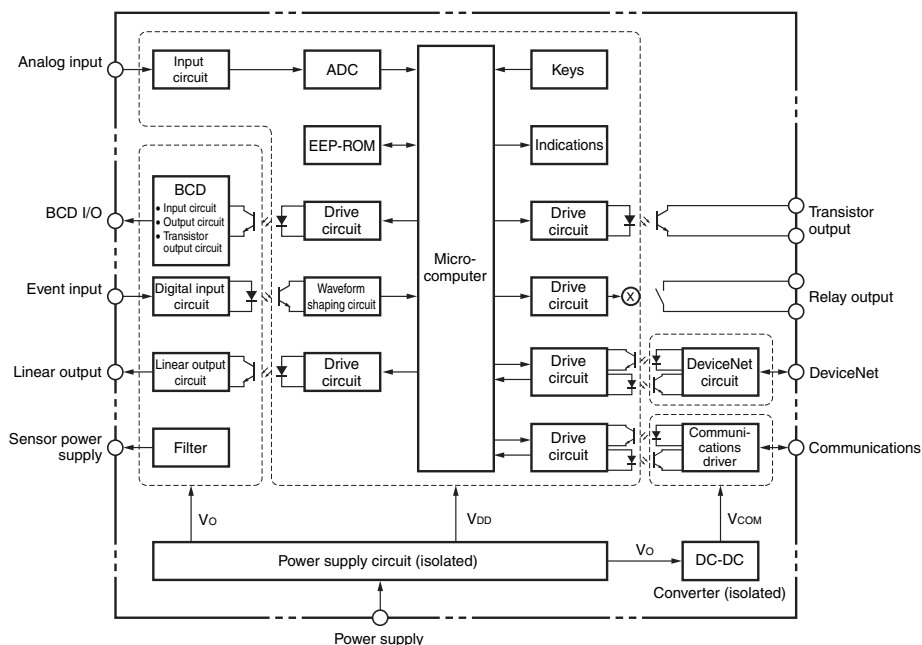 Analog input
Input
circuit
ADC
Keys
EEP-ROM
Indications
BCD I/O
BCD
• Input circuit
• Output circuit
• Transistor
output circuit
Drive
circuit
Micro-
computer
Drive
circuit
Transistor
output
Event input
Digital input
circuit
Waveform
shaping circuit
Drive
circuit
X
Relay output
Linear output
Linear output
circuit
Drive
circuit
Drive
circuit
DeviceNet
circuit
DeviceNet
Sensor power
supply
Filter
Drive
circuit
Communi-
cations
driver
Communications
VO
VDD
VCOM
Power supply circuit (isolated)
VO
DC-DC
Converter (isolated)
Power supply